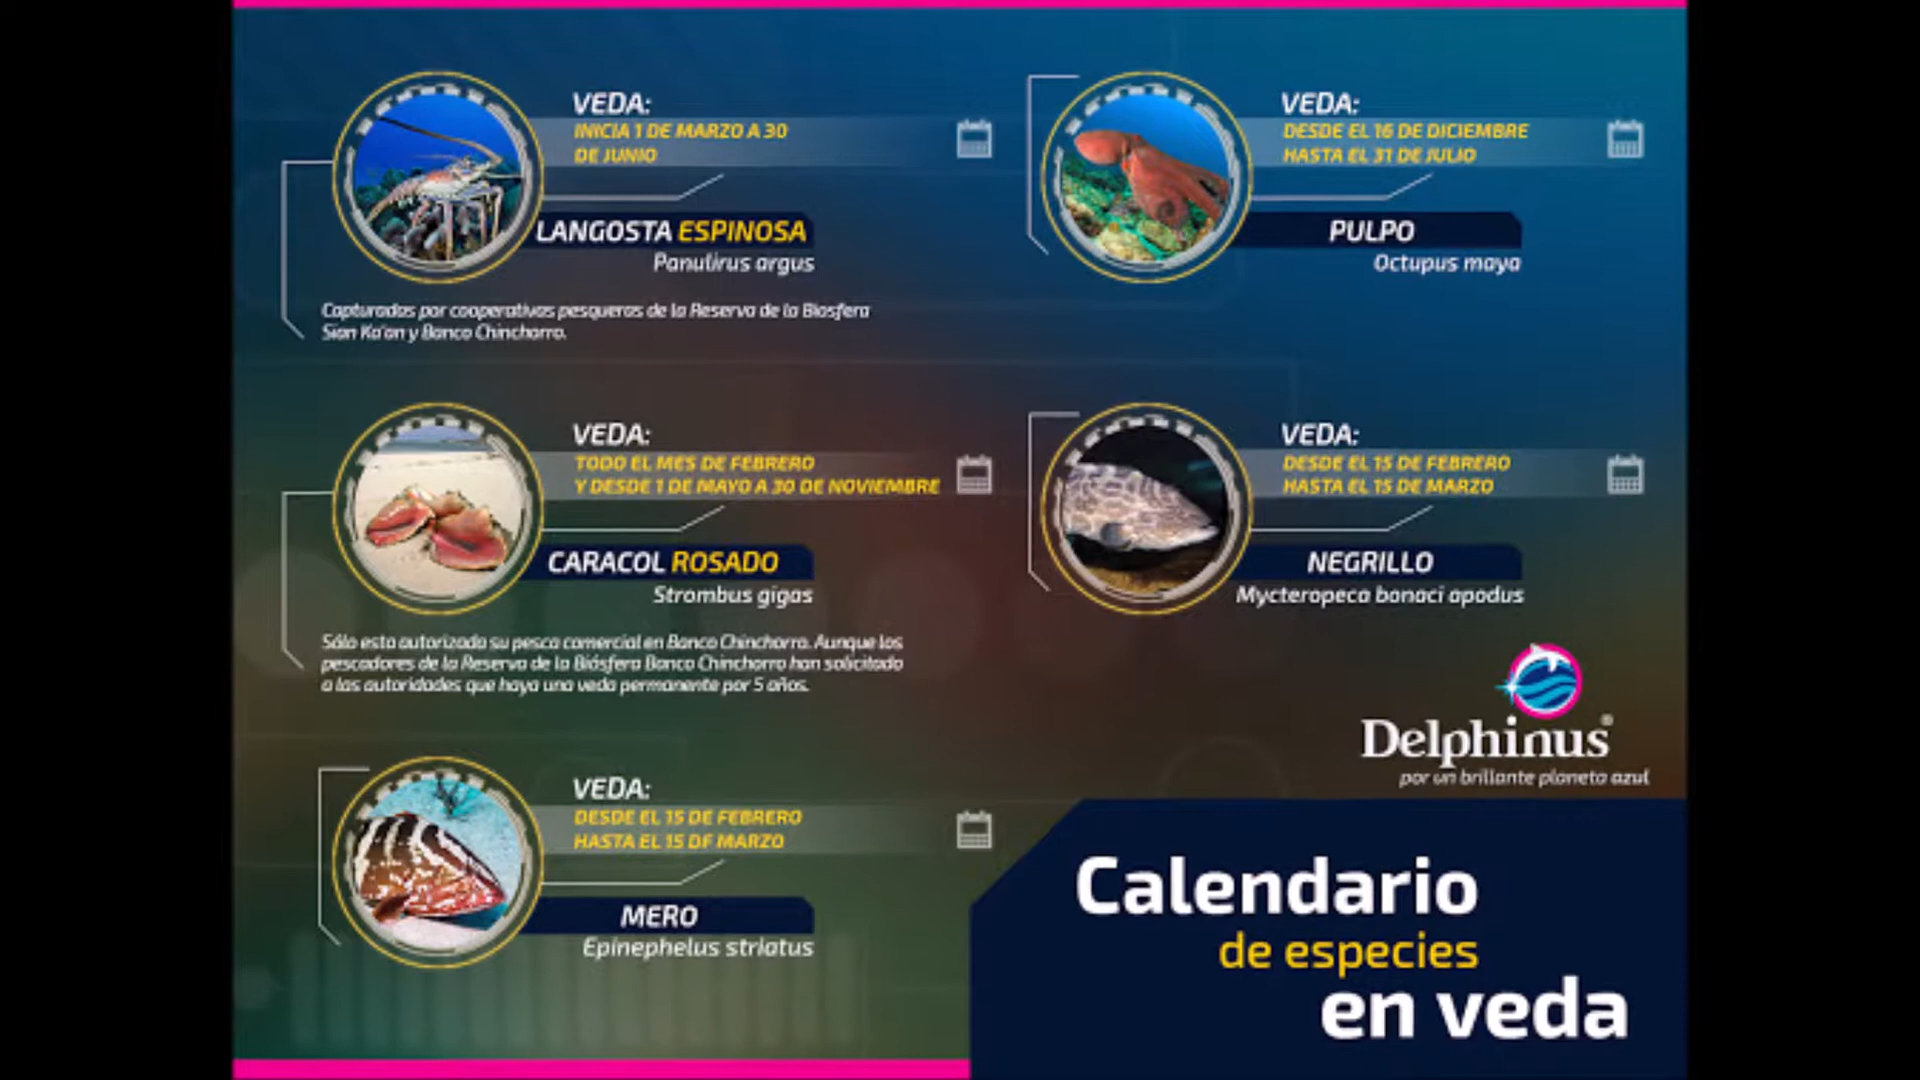 VEDA:
INICIA 1 DE MARZO A 30
DE JUNIO
LANGOSTA ESPINOSA
Panulirus argus
Capturadas por cooperativas pesqueras de la Reserva de la Biosfera
Sian Ka'an y Banco Chinchorro.
VEDA:
DESDE EL 16 DE DICIEMBRE
HASTA EL 31 DE JULIO
PULPO
Octupus maya
VEDA:
TODO EL MES DE FEBRERO
Y DESDE 1 DE MAYO A 30 DE NOVIEMBRE
CARACOL ROSADO
Strombus gigas
Sólo esta autorizada su pesca comercial en Banco Chinchorro. Aunque los
pescadores de la Reserva de la Biósfera Banco Chinchorro han solicitado
a las autoridades que haya una veda permanente por 5 años.
VEDA:
DESDE EL 15 DE FEBRERO
HASTA EL 15 DE MARZO
NEGRILLO
Mycteropeca bonaci apodus
VEDA:
DESDE EL 15 DE FEBRERO
HASTA EL 15 DE MARZO
MERO
Epinephelus striatus
Delphinus®
por un brillante planeta azul
Calendario
de especies
en veda